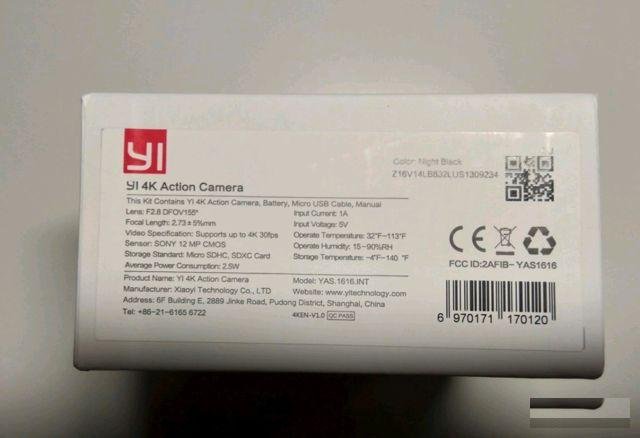 YI
YI 4K Action Camera
Color: Night Black
This Kit Contains YI 4K Action Camera, Battery, Micro USB Cable, Manual
Lens: F2.8 DFOV155°
Input Current: 1A
Focal Length: 2.73 ± 5%mm
Input Voltage: 5V
Video Specification: Supports up to 4K 30fps
Operate Temperature: 32°F-113°F
Sensor: SONY 12 MP CMOS
Operate Humidity: 15-90%RH
Storage Standard: Micro SDHC, SDXC Card
Storage Temperature: -4°F-140 °F
Average Power Consumption: 2.5W
Product Name: YI 4K Action Camera
Model: YAS.1616.INT
Manufacturer: Xiaoyi Technology Co., LTD
Website: www.yitechnology.com
Address: 6F Building E, 2889 Jinke Road, Pudong District, Shanghai, China
Tel: +86-21-6165 6722
4KEN-V1.0 QC PASS
CE
FCC ID:2AFIB-YAS1616
6 970171 170120